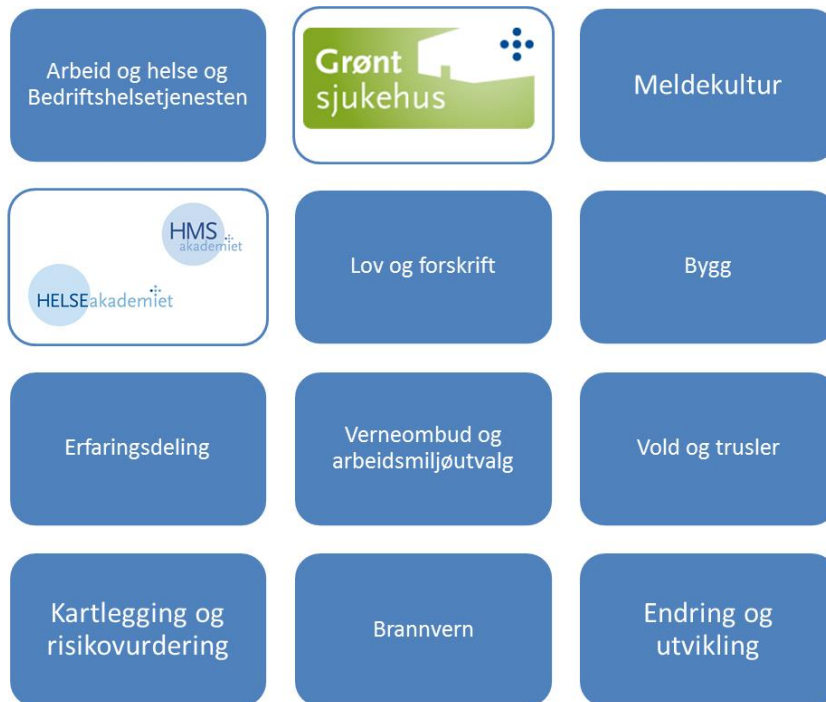 Arbeid og helse og
Bedriftshelsetjenesten
Grønt
sjukehus
Meldekultur
HMS
akademiet
HELSEakademiet
Lov og forskrift
Bygg
Erfaringsdeling
Verneombud og
arbeidsmiljøutvalg
Vold og trusler
Kartlegging og
risikovurdering
Brannvern
Endring og
utvikling